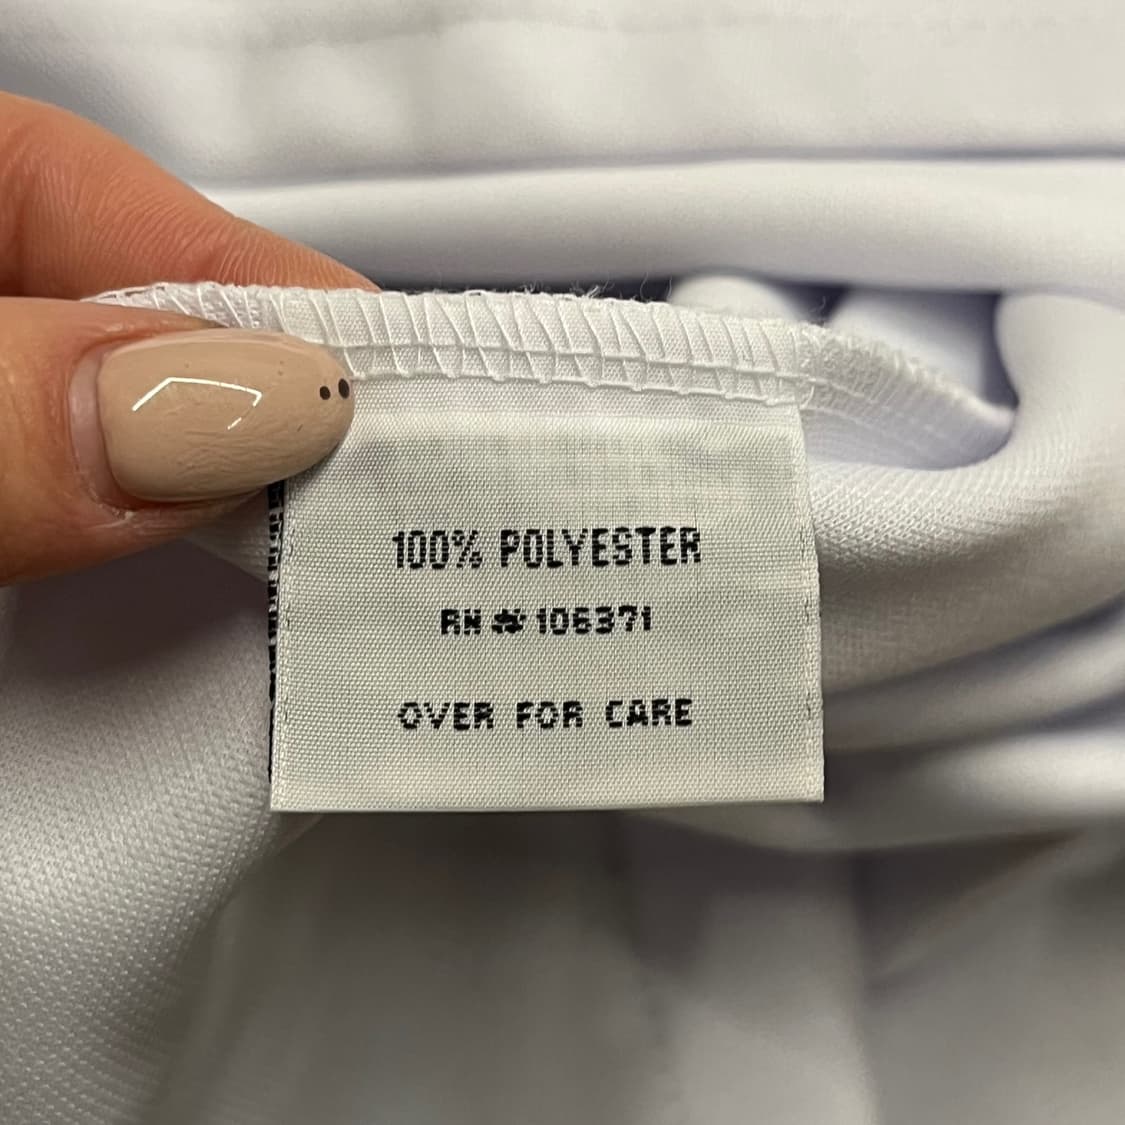 100% POLYESTER
RN # 106371
OVER FOR CARE